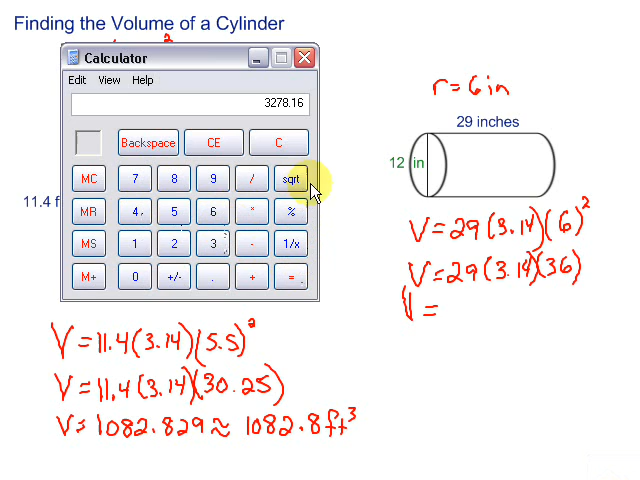 Finding the Volume of a Cylinder
2
Calculator
Edit View Help
3278.16
Backspace CE C
MC 7 8 9 / sqrt
MR 4 5 6 * %
MS 1 2 3 - 1/x
M+ 0 +/- . + =
11.4 f
V = 11.4(3.14)(5.5)²
V = 11.4(3.14)(30.25)
V = 1082.829 ≈ 1082.8 ft³
r = 6 in
29 inches
12 in
V = 29(3.14)(6)²
V = 29(3.14)(36)
V =